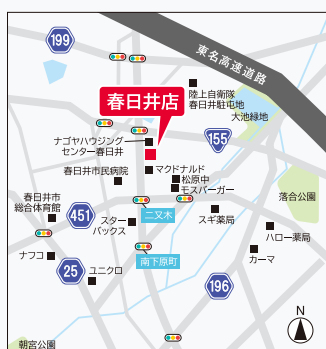 199
東名高速道路
陸上自衛隊
春日井駐屯地
大池緑地
春日井店
ナゴヤハウジング
センター春日井
155
マクドナルド
春日井市民病院
松原中
モスバーガー
落合公園
春日井市
総合体育館
451
二又木
スター
バックス
スギ薬局
ハロー薬局
ナフコ
南下原町
カーマ
25
ユニクロ
196
N
朝宮公園